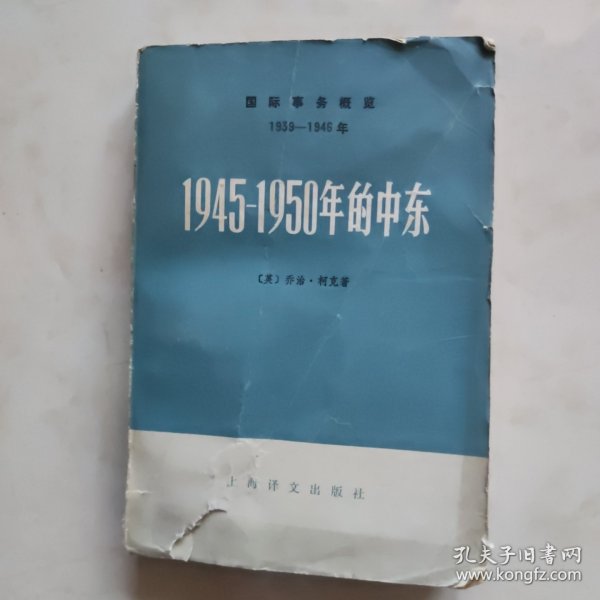 国际事务概览
1939—1946年
1945-1950年的中东
〔英〕乔治·柯克著
上海译文出版社
孔夫子旧书网
www.kongfz.com